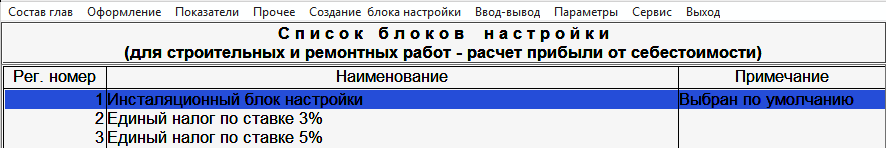 Состав глав Оформление Показатели Прочее Создание блока настройки Ввод-вывод Параметры Сервис Выход
Список блоков настройки
(для строительных и ремонтных работ - расчет прибыли от себестоимости)
Рег. номер Наименование Примечание
1 Инсталяционный блок настройки Выбран по умолчанию
2 Единый налог по ставке 3%
3 Единый налог по ставке 5%